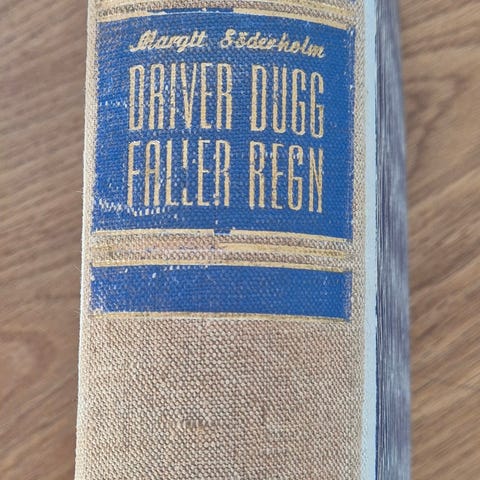 Margit Söderholm
DRIVER DUGG
FALLER REGN